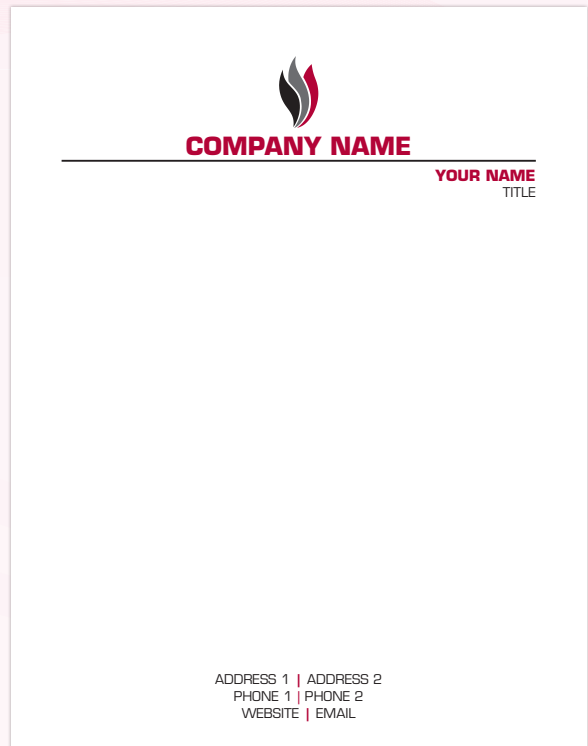 COMPANY NAME
YOUR NAME
TITLE
ADDRESS 1 | ADDRESS 2
PHONE 1 | PHONE 2
WEBSITE | EMAIL